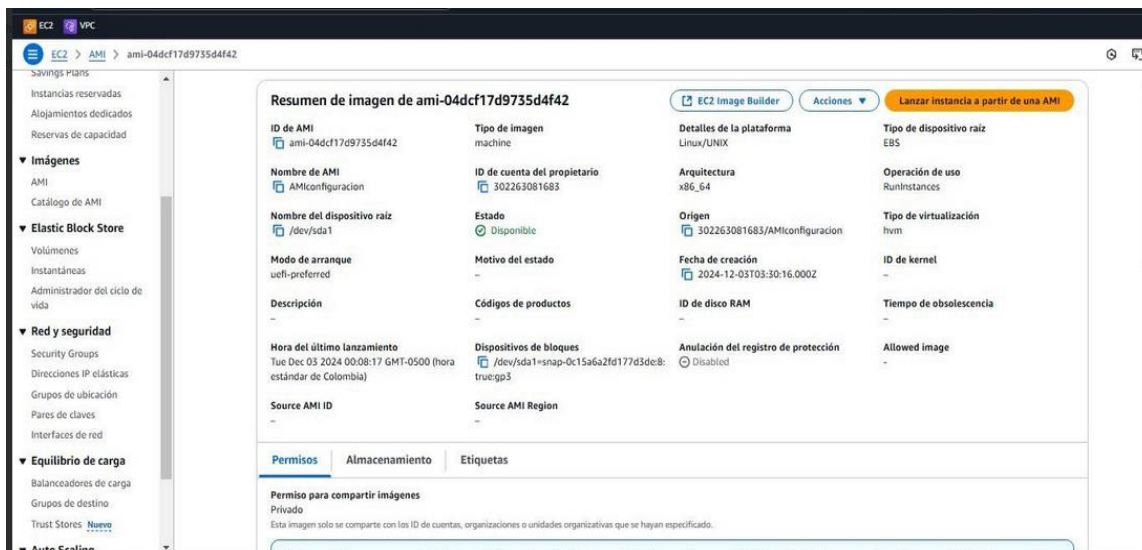 EC2 VPC
EC2 > AMI > ami-04dcf17d9735d4f42
Savings Plans
Instancias reservadas
Alojamientos dedicados
Reservas de capacidad
▼ Imágenes
AMI
Catálogo de AMI
▼ Elastic Block Store
Volúmenes
Instantáneas
Administrador del ciclo de
vida
▼ Red y seguridad
Security Groups
Direcciones IP elásticas
Grupos de ubicación
Pares de claves
Interfaces de red
▼ Equilibrio de carga
Balanceadores de carga
Grupos de destino
Trust Stores Nuevo
▼ Auto Scaling
Resumen de imagen de ami-04dcf17d9735d4f42
EC2 Image Builder
Acciones ▼
Lanzar instancia a partir de una AMI
ID de AMI
ami-04dcf17d9735d4f42
Tipo de imagen
machine
Detalles de la plataforma
Linux/UNIX
Tipo de dispositivo raíz
EBS
Nombre de AMI
AMIconfiguracion
ID de cuenta del propietario
302263081683
Arquitectura
x86_64
Operación de uso
RunInstances
Nombre del dispositivo raíz
/dev/sda1
Estado
Disponible
Origen
302263081683/AMIconfiguracion
Tipo de virtualización
hvm
Modo de arranque
uefi-preferred
Motivo del estado
–
Fecha de creación
2024-12-03T03:30:16.000Z
ID de kernel
–
Descripción
–
Códigos de productos
–
ID de disco RAM
–
Tiempo de obsolescencia
–
Hora del último lanzamiento
Tue Dec 03 2024 00:08:17 GMT-0500 (hora
estándar de Colombia)
Dispositivos de bloques
/dev/sda1=snap-0c15a6a2fd177d3de:8:
true:gp3
Anulación del registro de protección
Disabled
Allowed image
-
Source AMI ID
–
Source AMI Region
–
Permisos
Almacenamiento
Etiquetas
Permiso para compartir imágenes
Privado
Esta imagen solo se comparte con los ID de cuentas, organizaciones o unidades organizativas que se hayan especificado.